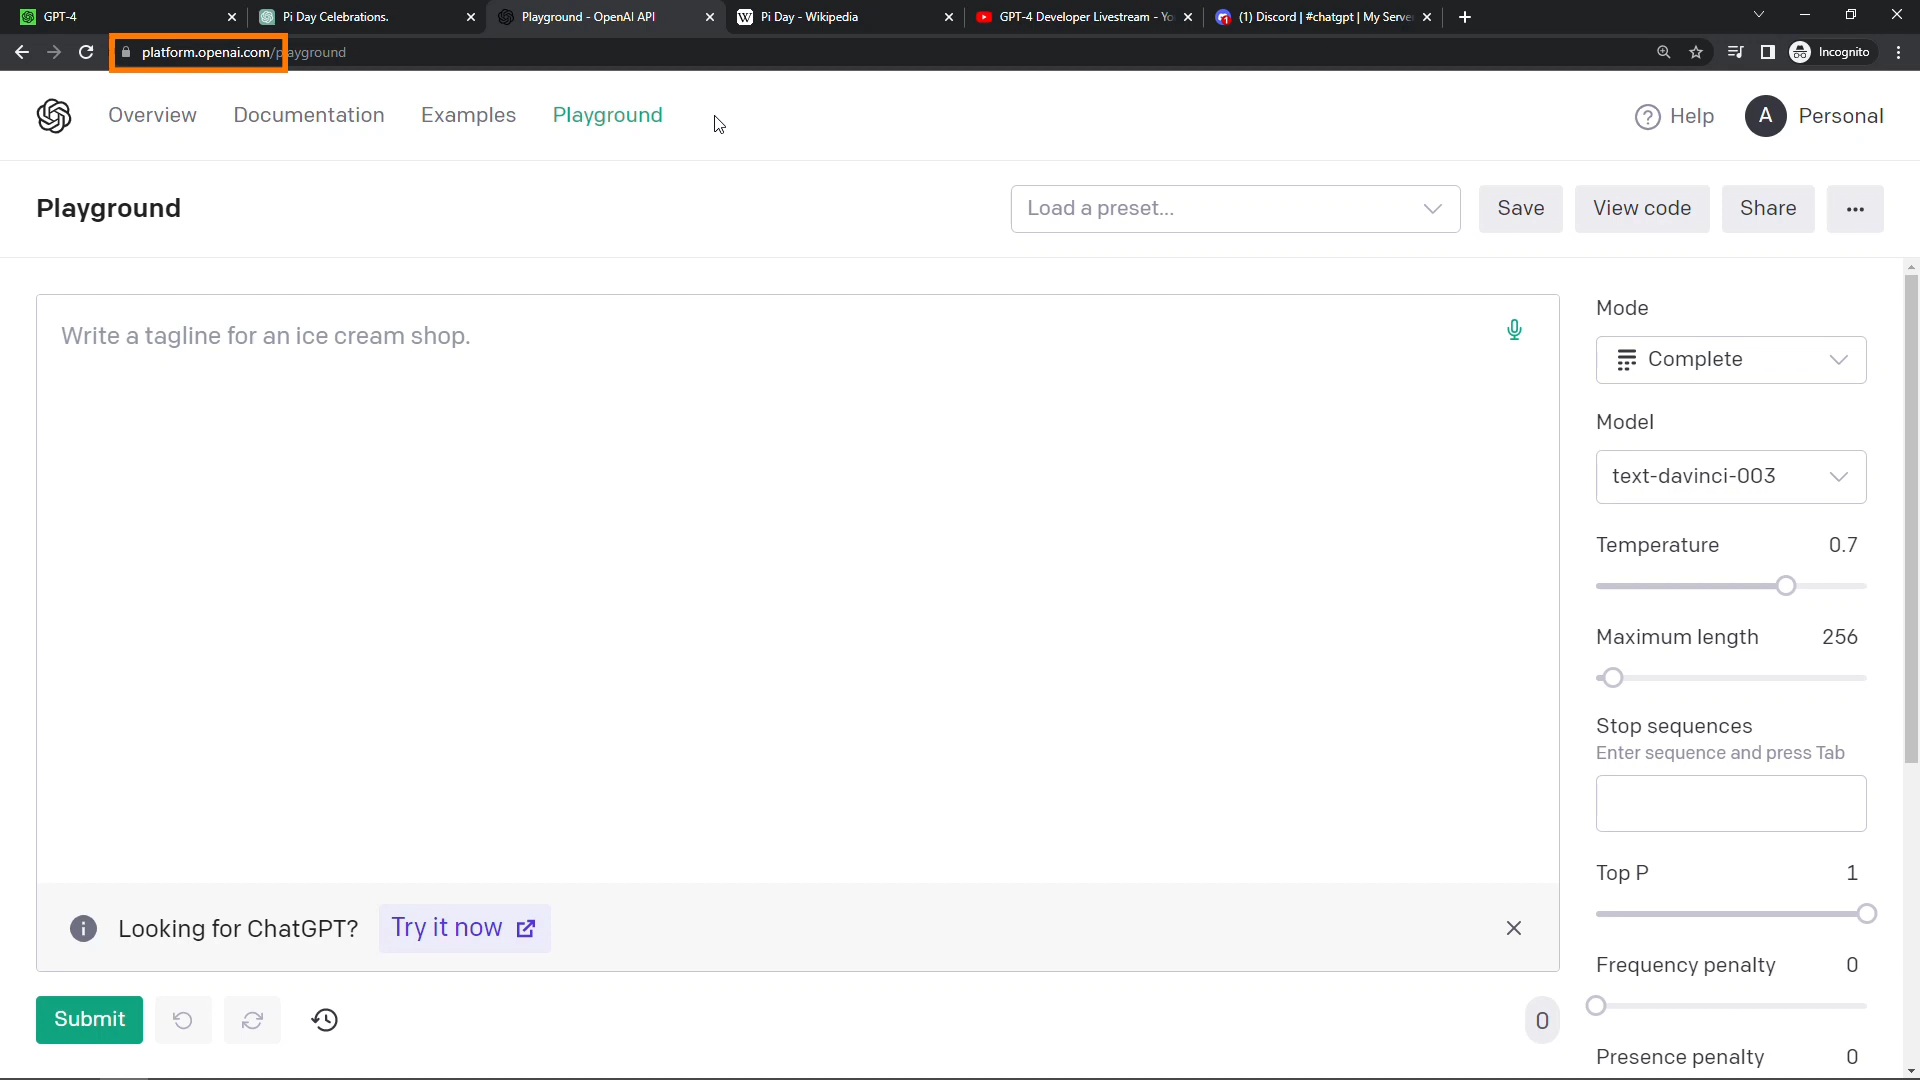 GPT-4
Pi Day Celebrations.
Playground - OpenAI API
W Pi Day - Wikipedia
GPT-4 Developer Livestream - Yo
(1) Discord | #chatgpt | My Serve
platform.openai.com/playground
Incognito
Overview
Documentation
Examples
Playground
? Help
A
Personal
Playground
Load a preset...
Save
View code
Share
...
Write a tagline for an ice cream shop.
Mode
Complete
Model
text-davinci-003
Temperature 0.7
Maximum length 256
Stop sequences
Enter sequence and press Tab
Top P 1
Frequency penalty 0
Presence penalty 0
i Looking for ChatGPT?
Try it now
Submit
0